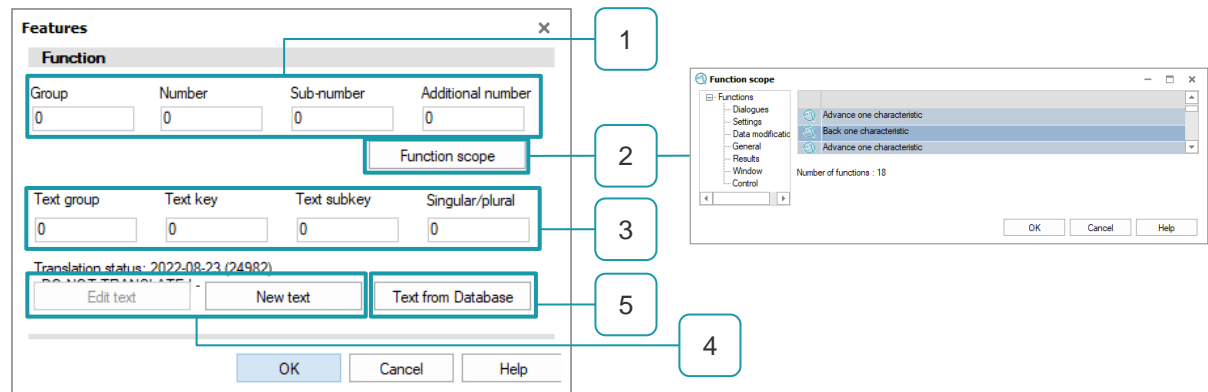 Features
Function
Group Number Sub-number Additional number
0 0 0 0
Function scope
Text group Text key Text subkey Singular/plural
0 0 0 0
Translation status: 2022-08-23 (24982)
DO NOT TRANSLATE ! -
Edit text New text Text from Database
OK Cancel Help
1
2
3
5
4
Function scope
Functions
Dialogues
Settings
Data modificatic
General
Results
Window
Control
Advance one characteristic
Back one characteristic
Advance one characteristic
Number of functions : 18
OK Cancel Help